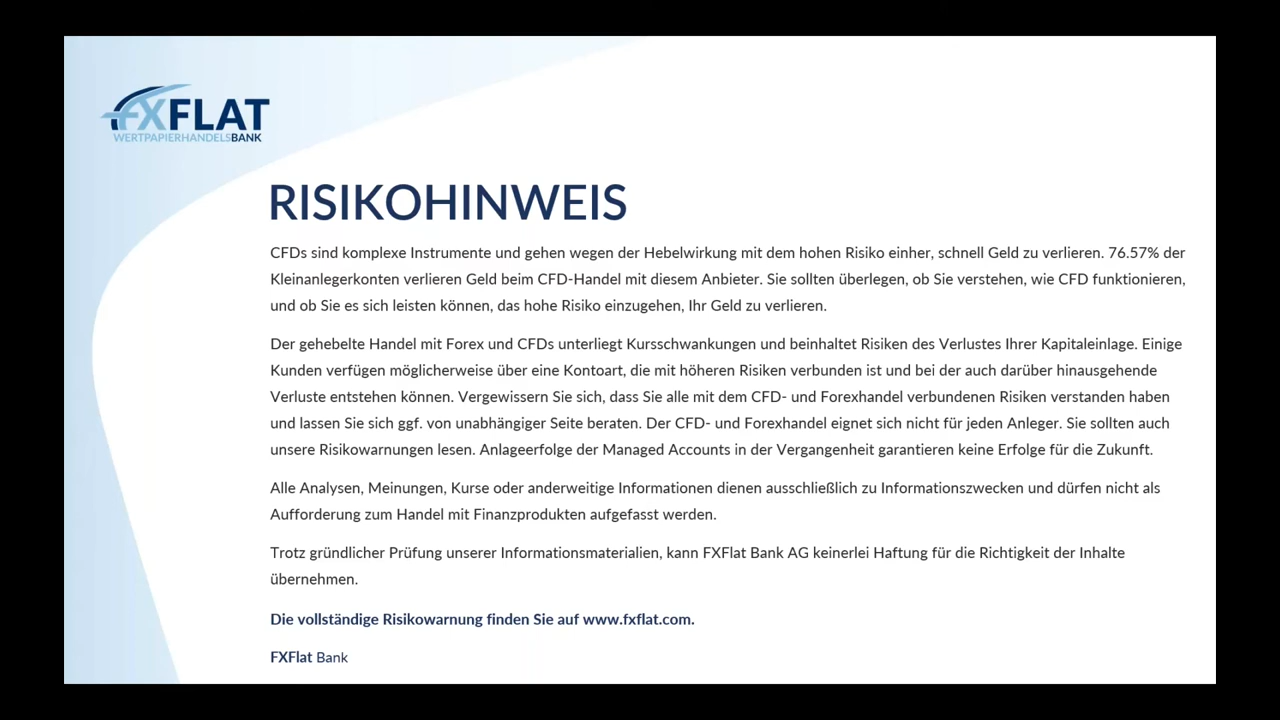 FXFLAT
WERTPAPIERHANDELSBANK
RISIKOHINWEIS
CFDs sind komplexe Instrumente und gehen wegen der Hebelwirkung mit dem hohen Risiko einher, schnell Geld zu verlieren. 76.57% der
Kleinanlegerkonten verlieren Geld beim CFD-Handel mit diesem Anbieter. Sie sollten überlegen, ob Sie verstehen, wie CFD funktionieren,
und ob Sie es sich leisten können, das hohe Risiko einzugehen, Ihr Geld zu verlieren.
Der gehebelte Handel mit Forex und CFDs unterliegt Kursschwankungen und beinhaltet Risiken des Verlustes Ihrer Kapitaleinlage. Einige
Kunden verfügen möglicherweise über eine Kontoart, die mit höheren Risiken verbunden ist und bei der auch darüber hinausgehende
Verluste entstehen können. Vergewissern Sie sich, dass Sie alle mit dem CFD- und Forexhandel verbundenen Risiken verstanden haben
und lassen Sie sich ggf. von unabhängiger Seite beraten. Der CFD- und Forexhandel eignet sich nicht für jeden Anleger. Sie sollten auch
unsere Risikowarnungen lesen. Anlageerfolge der Managed Accounts in der Vergangenheit garantieren keine Erfolge für die Zukunft.
Alle Analysen, Meinungen, Kurse oder anderweitige Informationen dienen ausschließlich zu Informationszwecken und dürfen nicht als
Aufforderung zum Handel mit Finanzprodukten aufgefasst werden.
Trotz gründlicher Prüfung unserer Informationsmaterialien, kann FXFlat Bank AG keinerlei Haftung für die Richtigkeit der Inhalte
übernehmen.
Die vollständige Risikowarnung finden Sie auf www.fxflat.com.
FXFlat Bank